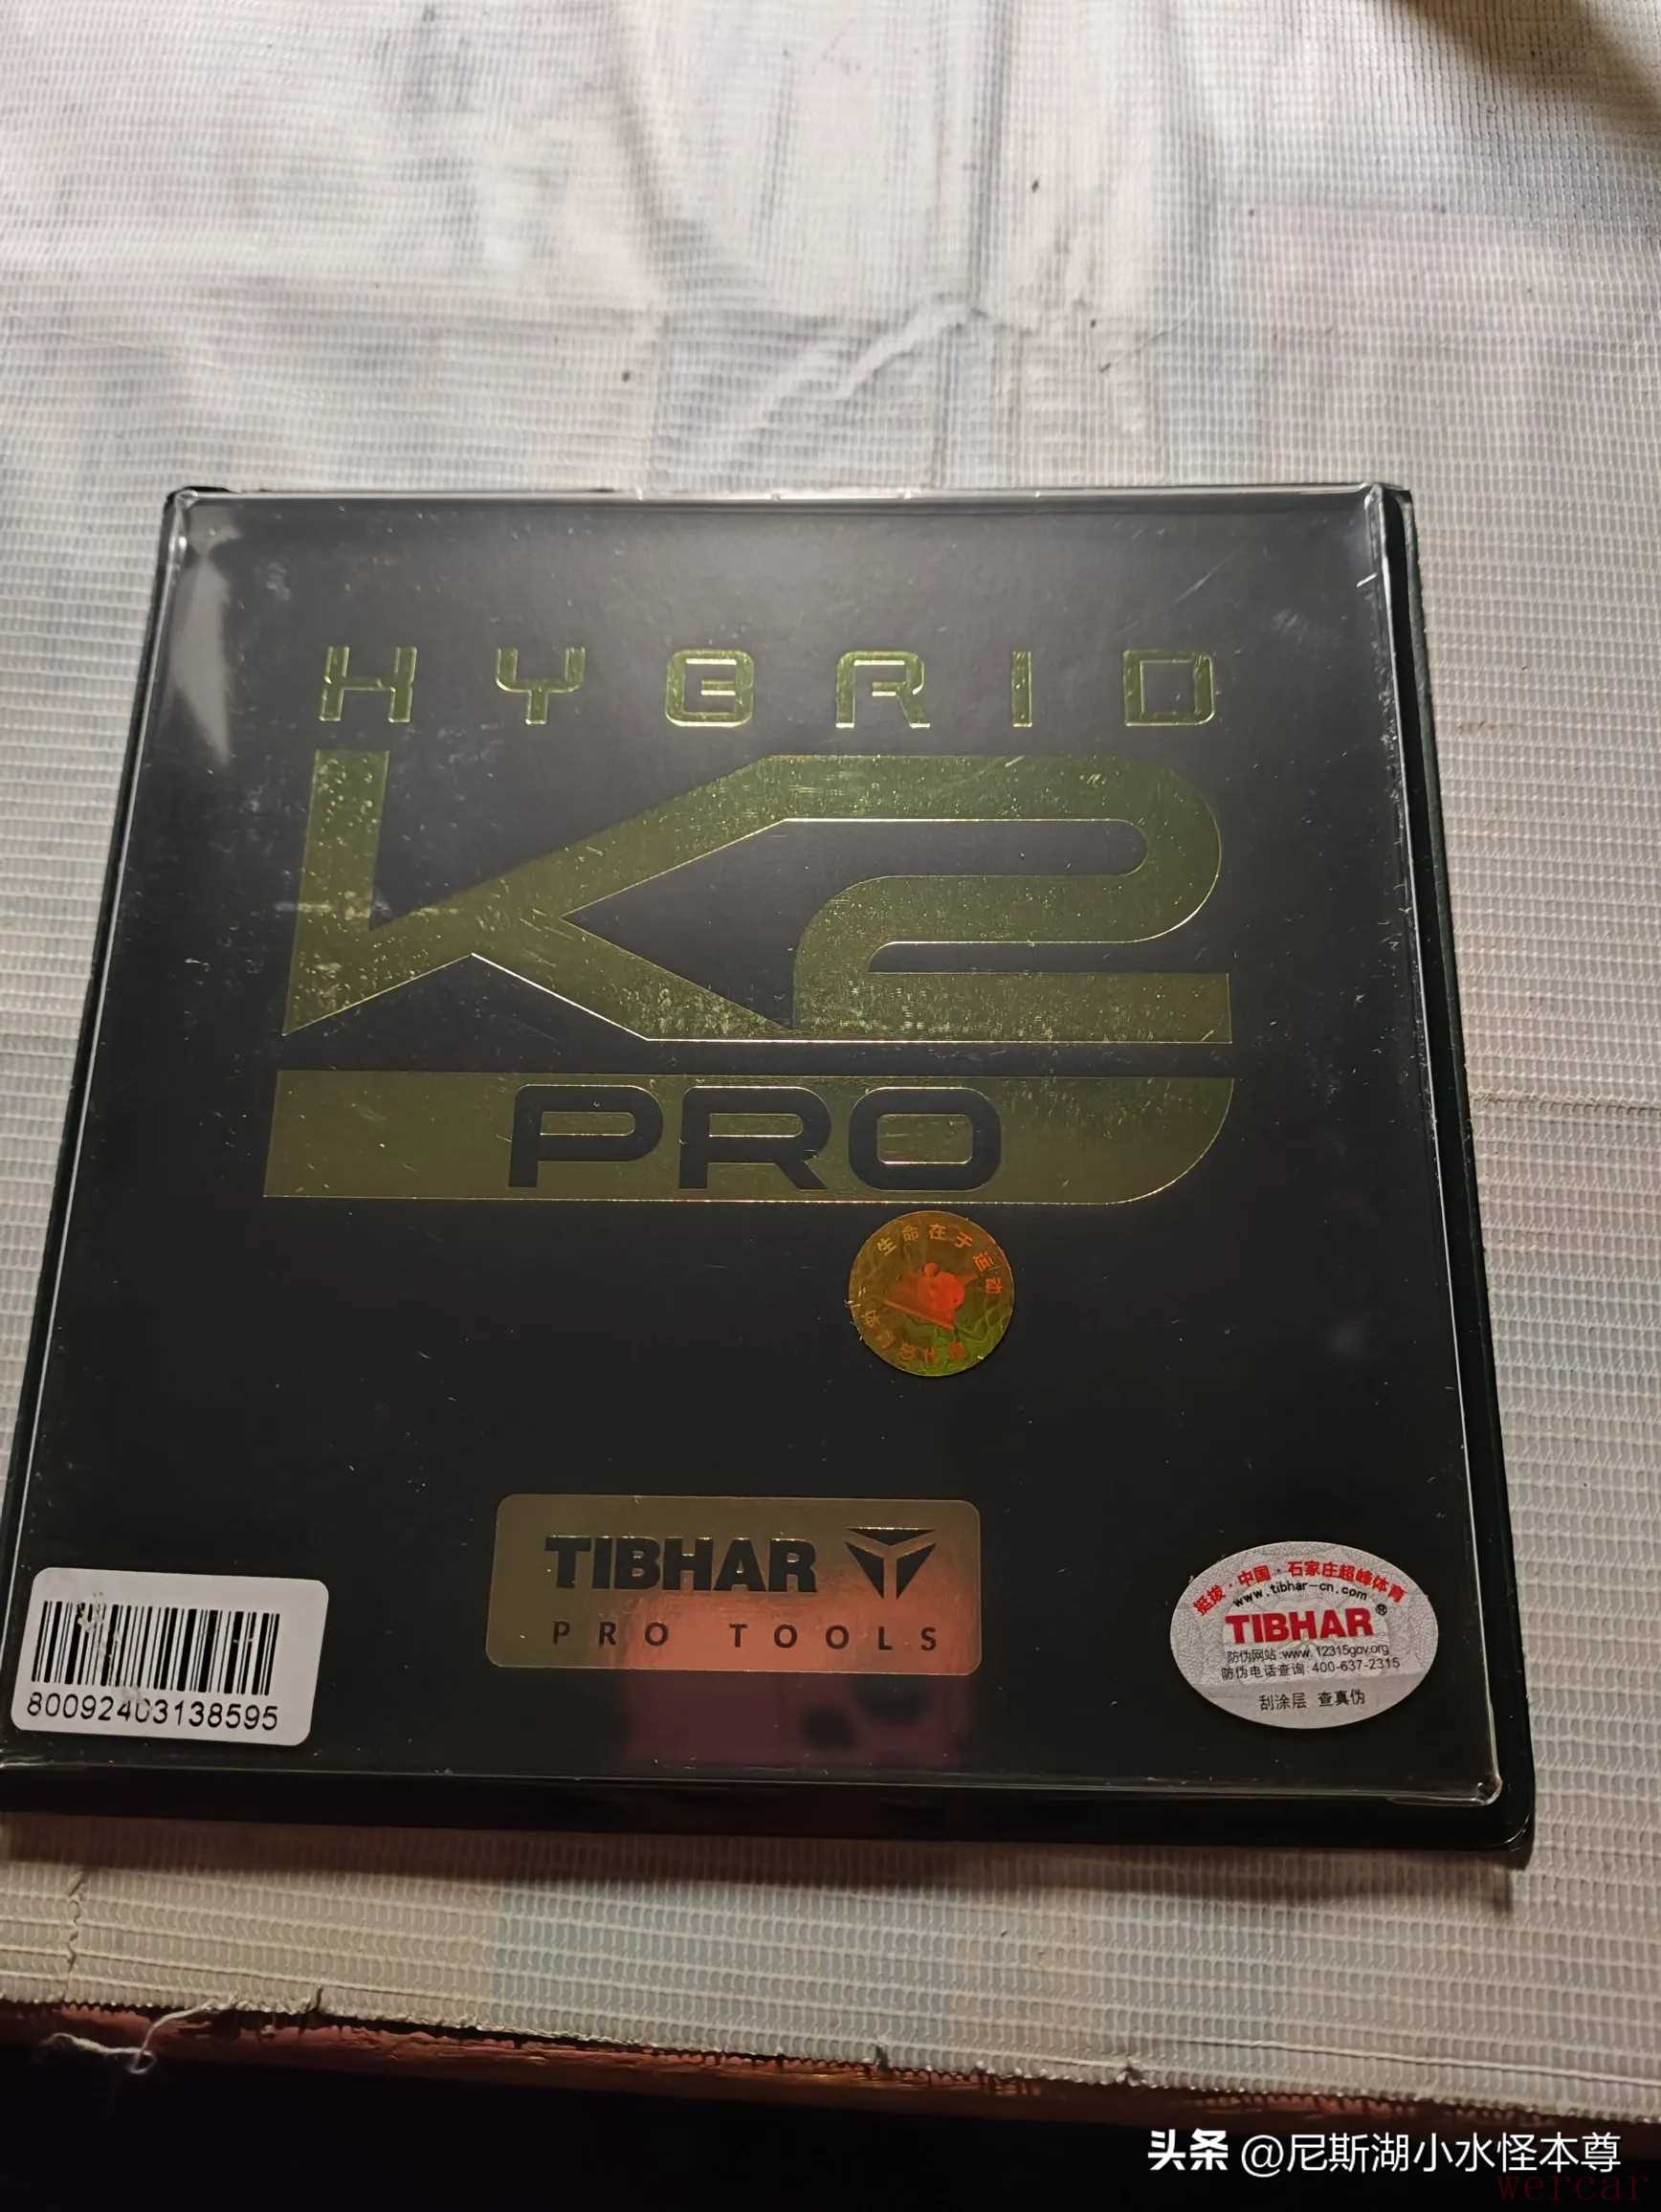 HYBRID
K2
PRO
生命在于运动
TIBHAR
PRO TOOLS
80092403138595
挺拔·中国·石家庄超峰体育
www.tibhar-cn.com
TIBHAR®
防伪网站:www.12315gov.org
防伪电话查询:400-637-2315
刮涂层 查真伪
头条 @尼斯湖小水怪本尊
wercar